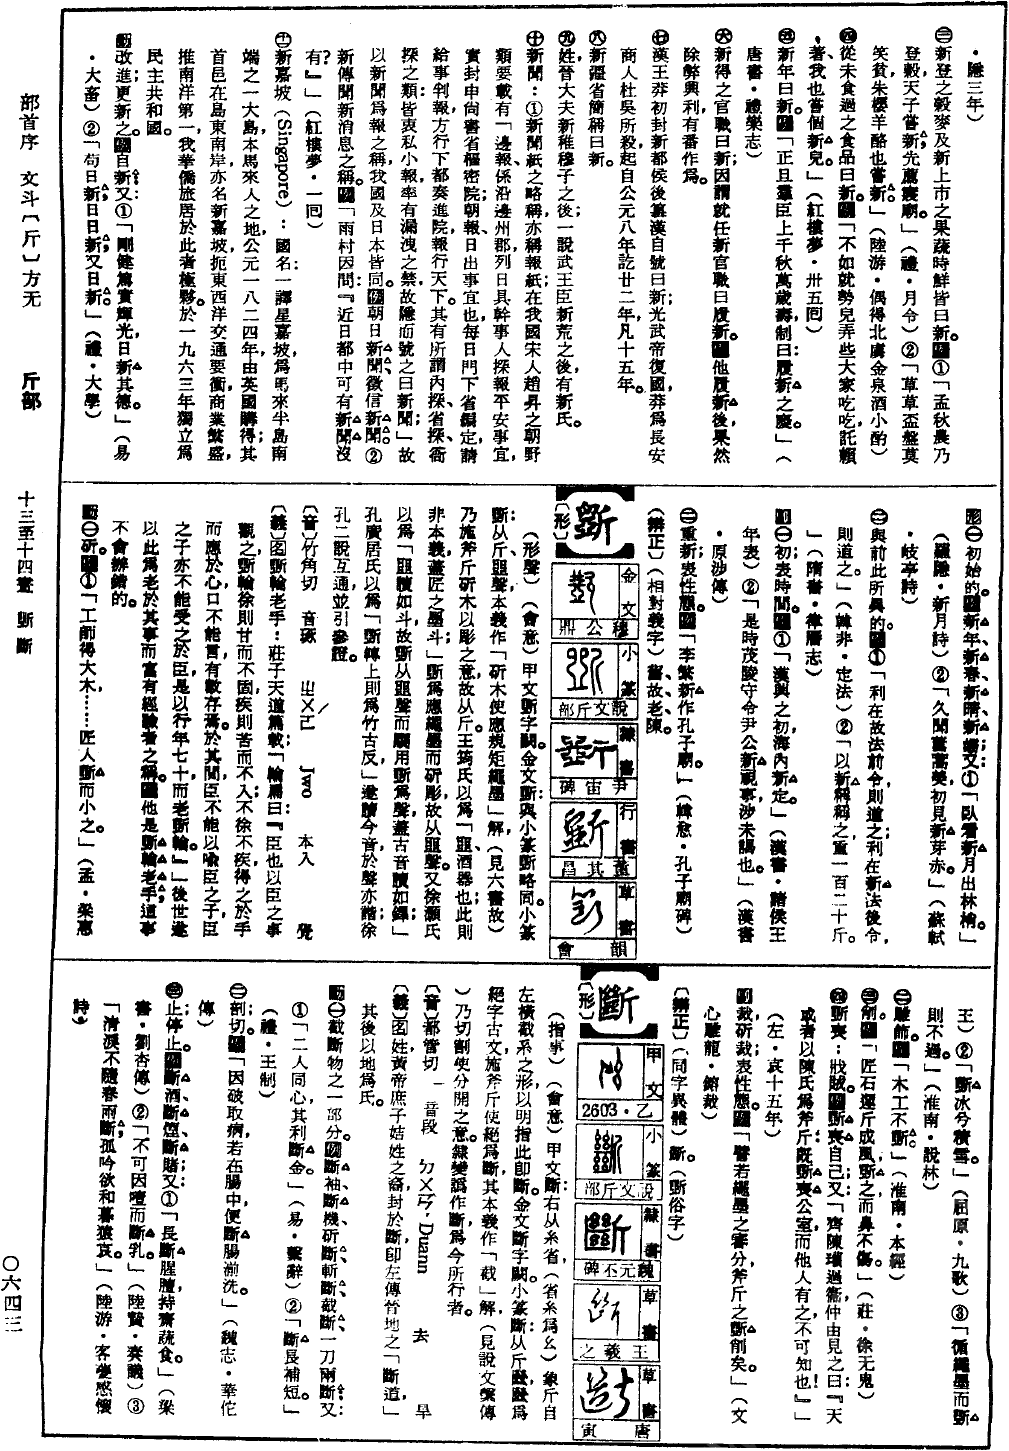 ・隱三年）
㊂新登之穀麥及新上市之果蔬時鮮皆曰新。圖①「孟秋農乃
登穀天子嘗新，先薦寢廟。」（禮・月令）②「草草盃盤莫
笑貧，朱櫻羊酪也嘗新。」（陸游・偶得北虜金泉酒小酌）
㊃從未食過之食品曰新。圖「不如就勢兒弄些大家吃吃，託賴
著我也嘗個新兒。」（紅樓夢・卅五回）
新年曰新。圖「正旦羣臣上千秋萬歲壽制曰：履新之慶。」（
唐書・禮樂志）
㊅新得之官職曰新；因謂就任新官職曰履新。圖他履新後果然
除弊興利，有番作爲。
㊆漢王莽初封新都侯後篡漢自號曰新；光武帝復國，莽爲長安
商人杜吳所殺起自公元八年訖廿二年，凡十五年。
㊇新疆省簡稱曰新。
㊈姓晉大夫新稚穆子之後；一說武王臣新荒之後有新氏。
㊉新聞：①新聞紙之略稱亦稱報紙；在我國宋人趙昇之朝野
類要載有「邊報，係沿邊州郡列日具幹事人探報平安事宜，
實封申尚書省樞密院；朝報，日出事宜也每日門下省編定，請
給事判報，方行下都奏進院，報行天下。其有所謂內探、省探、衙
探之類，皆衷私小報，率有漏洩之禁，故隱而號之曰新聞」；故
以新聞爲報之稱，我國及日本皆同。例朝日新聞、徵信新聞。②
新傳聞新消息之稱。圖「雨村因問：『近日都中可有新聞沒
有？』」（紅樓夢・一回）
新嘉坡（Singapore）：國名，一譯星嘉坡，爲馬來半島南
端之一大島，本馬來人之地；公元一八二四年由英國購得；其
首邑在島東南岸，亦名新嘉坡，扼東西洋交通要衝，商業繁盛，
推南洋第一，我華僑旅居於此者極夥。於一九六三年獨立爲
民主共和國。
改進更新之。圖自新；又：①「剛健篤實輝光，日新其德。」（易
・大畜）②「苟日新，日日新，又日新。」（禮・大學）
㊀初始的。圖新年、新春、新晴、新婚；又①「臥看新月出林梢。」
（羅隱・新月詩）②「久聞蔞蒿美，初見新芽赤。」（蘇軾
・岐亭詩）
㊁與前此所異的。圖①「利在故法前令，則道之；利在新法後令，
則道之。」（韓非・定法）②「以新稱稱之，重一百二十斤。
」（隋書・律曆志）
㊀初，表時間。圖①「漢興之初，海內新定。」（漢書・諸侯王
年表）②「是時茂陵守令尹公新視事，涉未謁也。」（漢書
・原涉傳）
㊁重新，表性態。圖「李繁新作孔子廟。」（韓愈・孔子廟碑）
〔辨正〕（相對義字）舊、故、老、陳。
斲
〔形〕
金文
鼎公穆
小篆
部斤文說
隸書
碑宙尹
行書
昌其黃
草書
會韻
（形聲）（會意）甲文斲字闕。金文斲：與小篆斲略同。小篆
斲：从斤，䀠聲，本義作「斫木使應規矩繩墨」解，（見六書故）
乃施斧斤斫木以彫之意，故从斤。王筠氏以爲「䀠，酒器也；此則
非本義，蓋匠之墨斗」；斲爲應繩墨而斫彫，故从䀠聲。又徐灝氏
以爲「䀠讀如斗，故斲从䀠聲而鬭用斲爲聲，蓋古音讀如鐸」；
孔廣居氏以爲「斲轉上則爲竹古反」，遂讀今音，於聲亦諧；徐
孔二說互通，並引參證。
〔音〕竹角切　音琢　ㄓㄨㄛˊ　Jwo　本入　覺
〔義〕図斲輪老手：莊子天道篇載「輪扁曰：『臣也以臣之事
觀之，斲輪，徐則甘而不固，疾則苦而不入，不徐不疾，得之於手
而應於心，口不能言，有數存焉於其間，臣不能以喻臣之子，臣
之子亦不能受之於臣，是以行年七十而老斲輪。』」後世遂
以此爲老於其事而富有經驗者之稱。圖他是斲輪老手，這事
不會辦錯的。
㊀斫。圖①「工師得大木……匠人斲而小之。」（孟・梁惠
王）②「斲冰兮積雪。」（屈原・九歌）③「循繩墨而斲
則不過。」（淮南・說林）
㊁雕飾。圖「木工不斲。」（淮南・本經）
㊂削。圖「匠石運斤成風，斲之而鼻不傷。」（莊・徐无鬼）
㊃斲喪：戕賊。圖斲喪自己；又「齊陳瓘過衞，仲由見之曰：『天
或者以陳氏爲斧斤，旣斲喪公室，而他人有之，不可知也！』」
（左・哀十五年）
裁斫，裁，表性態。圖「譬若繩墨之審分，斧斤之斲削矣。」（文
心雕龍・鎔裁）
〔辨正〕（同字異體）斵。（斲俗字）
斷
〔形〕
甲文
2603・乙
小篆
部斤文說
隸書
碑丕元魏
草書
之羲王
草書
寅唐
（指事）（會意）甲文斷：右从糸省，（省糸爲幺）象斤自
左橫截系之形，以明指此卽斷。金文斷字闕。小篆斷：从斤㡭，㡭爲
絕字古文，施斧斤使絕爲斷，其本義作「截」解，（見說文繫傳
）乃切割使分開之意。隸變譌作斷，爲今所行者。
〔音〕都管切　音段　ㄉㄨㄢˋ　Duann　去　旱
〔義〕図姓，黃帝庶子姞姓之裔封於斷，卽左傳晉地之「斷道」，
其後以地爲氏。
㊀截斷物之一部分。圖斷袖、斷機、斫斷、斬斷、截斷、一刀兩斷；又：
①「二人同心，其利斷金。」（易・繫辭）②「斷長補短。」
（禮・王制）
㊁剖切。圖「因破取病，若在腸中，便斷腸湔洗。」（魏志・華佗
傳）
㊂止，停止。圖斷酒、斷葷、斷賭；又①「長斷腥膻，持齋蔬食。」（梁
書・劉杳傳）②「不可因噎而斷乳。」（陸贄・奏議）③
「清淚不隨春雨斷，孤吟欲和暮猿哀。」（陸游・客夔感懷
詩）。
部首序　文斗〔斤〕方无　斤部　十三至十四畫　斲斷　○六四三